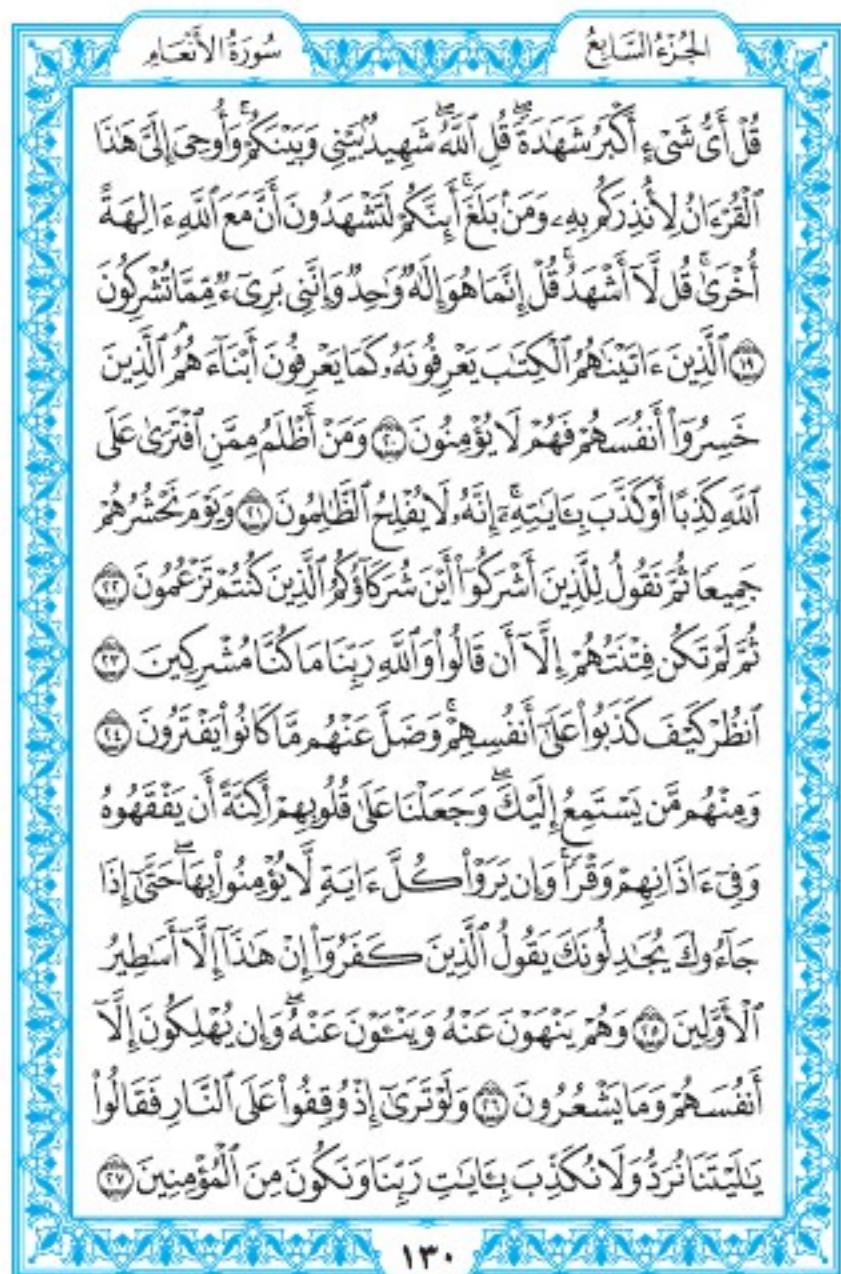 الجُزْءُ السَّابِعُ
سُورَةُ الأَنْعَامِ
قُلْ أَىُّ شَىْءٍ أَكْبَرُ شَهَٰدَةًۖ قُلِ ٱللَّهُۖ شَهِيدُۢ بَيْنِى وَبَيْنَكُمْۚ وَأُوحِىَ إِلَىَّ هَٰذَا
ٱلْقُرْءَانُ لِأُنذِرَكُم بِهِۦ وَمَنۢ بَلَغَۚ أَئِنَّكُمْ لَتَشْهَدُونَ أَنَّ مَعَ ٱللَّهِ ءَالِهَةً
أُخْرَىٰۚ قُل لَّآ أَشْهَدُۚ قُلْ إِنَّمَا هُوَ إِلَٰهٌ وَٰحِدٌ وَإِنَّنِى بَرِىٓءٌ مِّمَّا تُشْرِكُونَ
١٩ ٱلَّذِينَ ءَاتَيْنَٰهُمُ ٱلْكِتَٰبَ يَعْرِفُونَهُۥ كَمَا يَعْرِفُونَ أَبْنَآءَهُمُ ٱلَّذِينَ
خَسِرُوٓا۟ أَنفُسَهُمْ فَهُمْ لَا يُؤْمِنُونَ ٢٠ وَمَنْ أَظْلَمُ مِمَّنِ ٱفْتَرَىٰ عَلَى
ٱللَّهِ كَذِبًا أَوْ كَذَّبَ بِـَٔايَٰتِهِۦٓۚ إِنَّهُۥ لَا يُفْلِحُ ٱلظَّٰلِمُونَ ٢١ وَيَوْمَ نَحْشُرُهُمْ
جَمِيعًا ثُمَّ نَقُولُ لِلَّذِينَ أَشْرَكُوٓا۟ أَيْنَ شُرَكَآؤُكُمُ ٱلَّذِينَ كُنتُمْ تَزْعُمُونَ ٢٢
ثُمَّ لَمْ تَكُن فِتْنَتُهُمْ إِلَّآ أَن قَالُوا۟ وَٱللَّهِ رَبِّنَا مَا كُنَّا مُشْرِكِينَ ٢٣
ٱنظُرْ كَيْفَ كَذَبُوا۟ عَلَىٰٓ أَنفُسِهِمْۚ وَضَلَّ عَنْهُم مَّا كَانُوا۟ يَفْتَرُونَ ٢٤
وَمِنْهُم مَّن يَسْتَمِعُ إِلَيْكَۖ وَجَعَلْنَا عَلَىٰ قُلُوبِهِمْ أَكِنَّةً أَن يَفْقَهُوهُ
وَفِىٓ ءَاذَانِهِمْ وَقْرًاۚ وَإِن يَرَوْا۟ كُلَّ ءَايَةٍ لَّا يُؤْمِنُوا۟ بِهَاۖ حَتَّىٰٓ إِذَا
جَآءُوكَ يُجَٰدِلُونَكَ يَقُولُ ٱلَّذِينَ كَفَرُوٓا۟ إِنْ هَٰذَآ إِلَّآ أَسَٰطِيرُ
ٱلْأَوَّلِينَ ٢٥ وَهُمْ يَنْهَوْنَ عَنْهُ وَيَنْـَٔوْنَ عَنْهُۖ وَإِن يُهْلِكُونَ إِلَّآ
أَنفُسَهُمْ وَمَا يَشْعُرُونَ ٢٦ وَلَوْ تَرَىٰٓ إِذْ وُقِفُوا۟ عَلَى ٱلنَّارِ فَقَالُوا۟
يَٰلَيْتَنَا نُرَدُّ وَلَا نُكَذِّبَ بِـَٔايَٰتِ رَبِّنَا وَنَكُونَ مِنَ ٱلْمُؤْمِنِينَ ٢٧
١٣٠